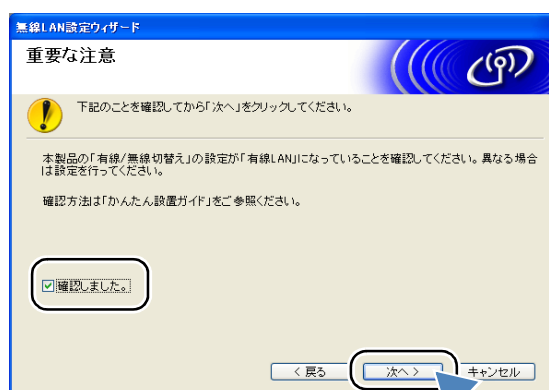 無線LAN設定ウィザード
重要な注意
下記のことを確認してから「次へ」をクリックしてください。
本製品の「有線/無線切替え」の設定が「有線LAN」になっていることを確認してください。異なる場合
は設定を行ってください。
確認方法は「かんたん設置ガイド」をご参照ください。
確認しました。
< 戻る
次へ >
キャンセル